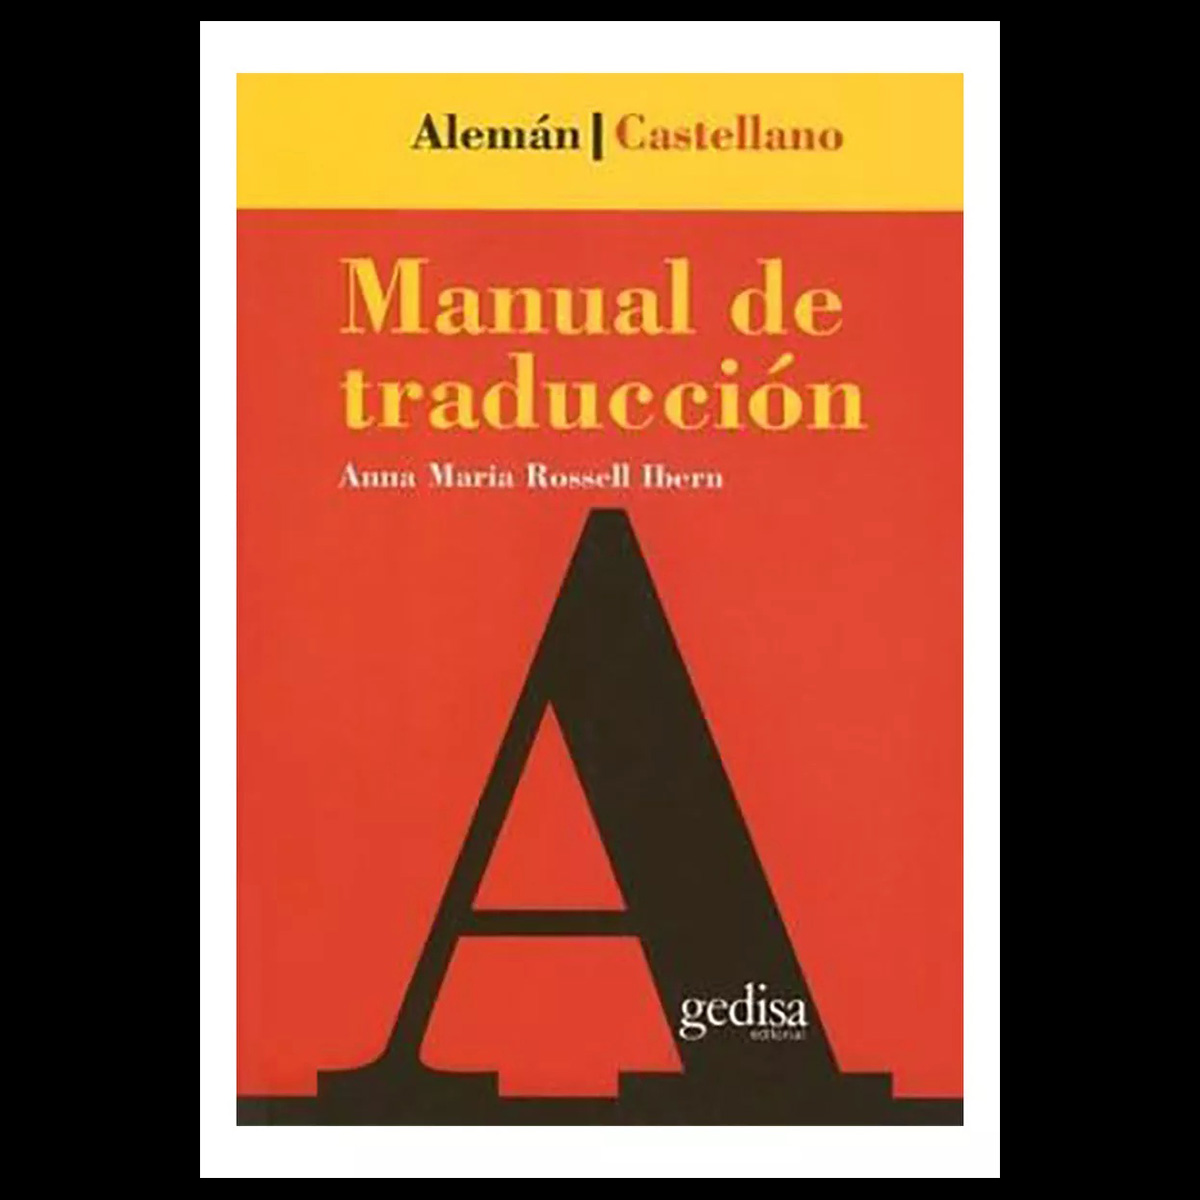 Alemán | Castellano
Manual de
traducción
Anna Maria Rossell Ibern
A
gedisa
editorial